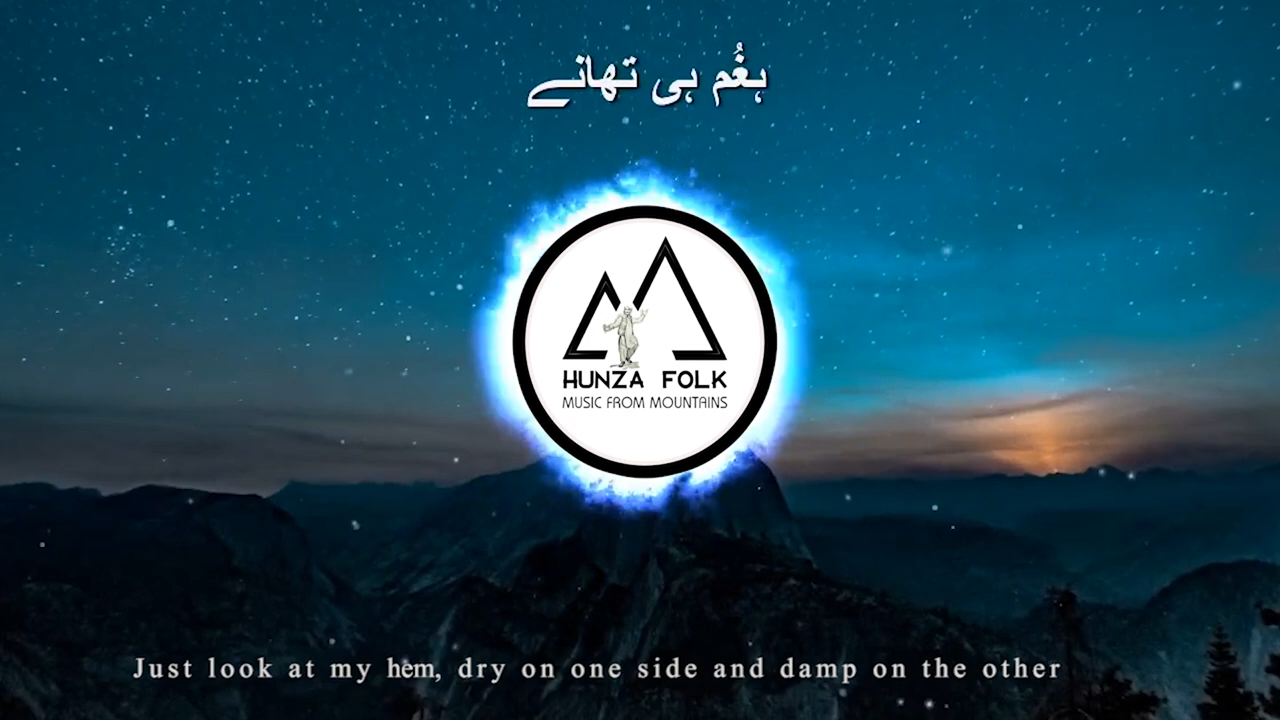 ہغُم ہی تھانے
HUNZA FOLK
MUSIC FROM MOUNTAINS
Just look at my hem, dry on one side and damp on the other